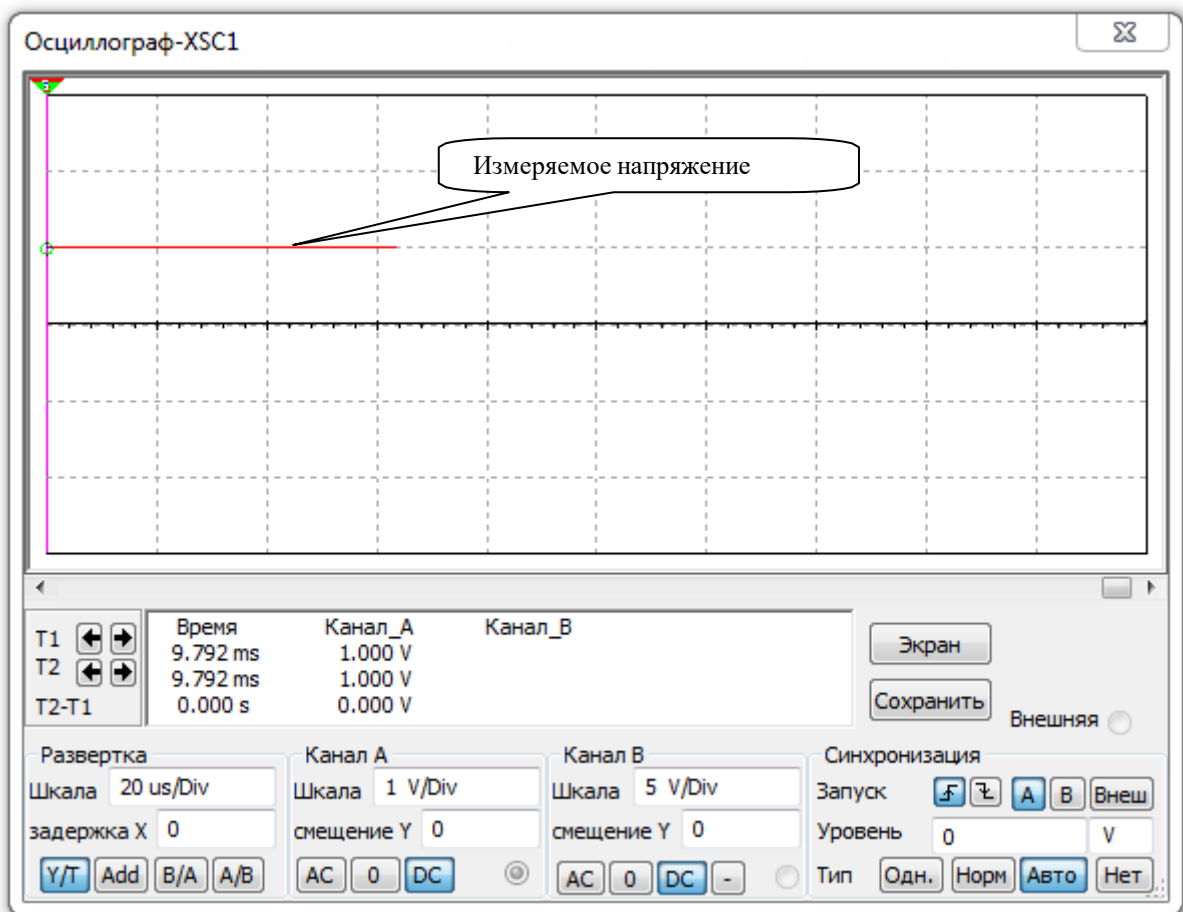 Осциллограф-XSC1
Измеряемое напряжение
Время Канал_A Канал_B
T1 9.792 ms 1.000 V
T2 9.792 ms 1.000 V
T2-T1 0.000 s 0.000 V
Экран
Сохранить
Внешняя
Развертка
Шкала 20 us/Div
задержка X 0
Y/T Add B/A A/B
Канал A
Шкала 1 V/Div
смещение Y 0
AC 0 DC
Канал B
Шкала 5 V/Div
смещение Y 0
AC 0 DC -
Синхронизация
Запуск A B Внеш
Уровень 0 V
Тип Одн. Норм Авто Нет